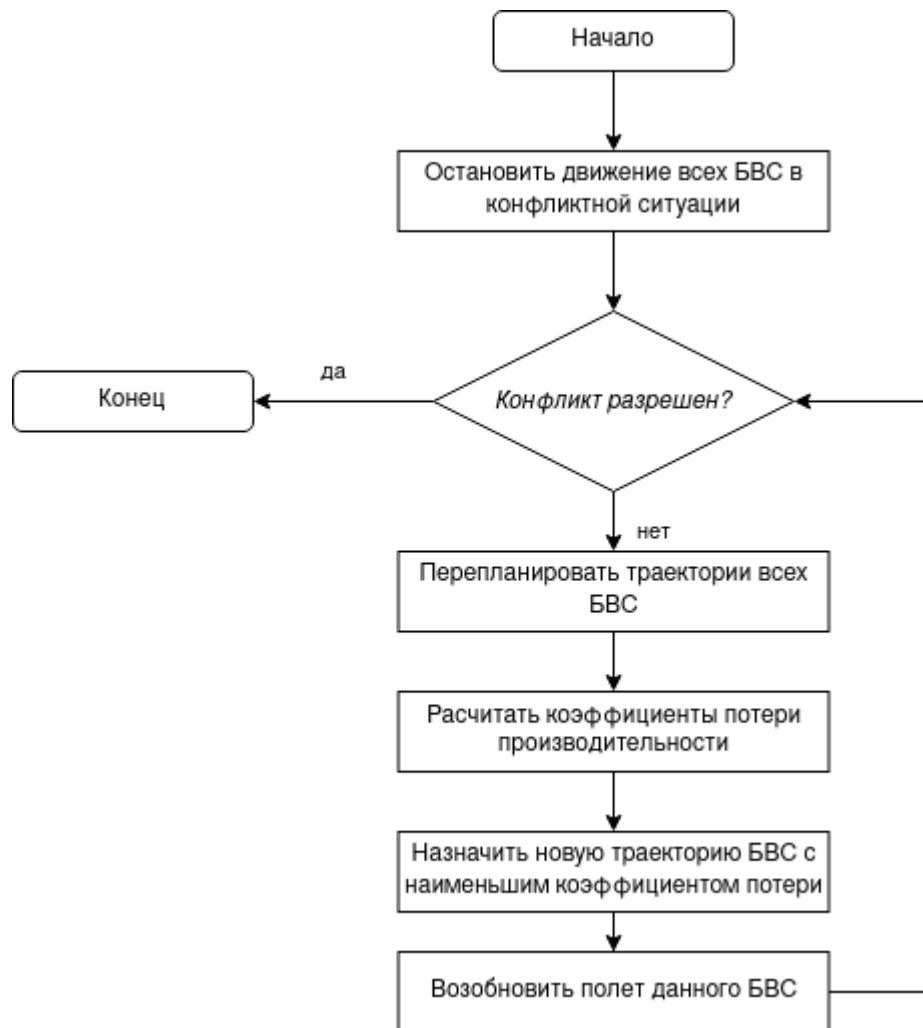 Начало
Остановить движение всех БВС в
конфликтной ситуации
да
Конец
Конфликт разрешен?
нет
Перепланировать траектории всех
БВС
Расчитать коэффициенты потери
производительности
Назначить новую траекторию БВС с
наименьшим коэффициентом потери
Возобновить полет данного БВС